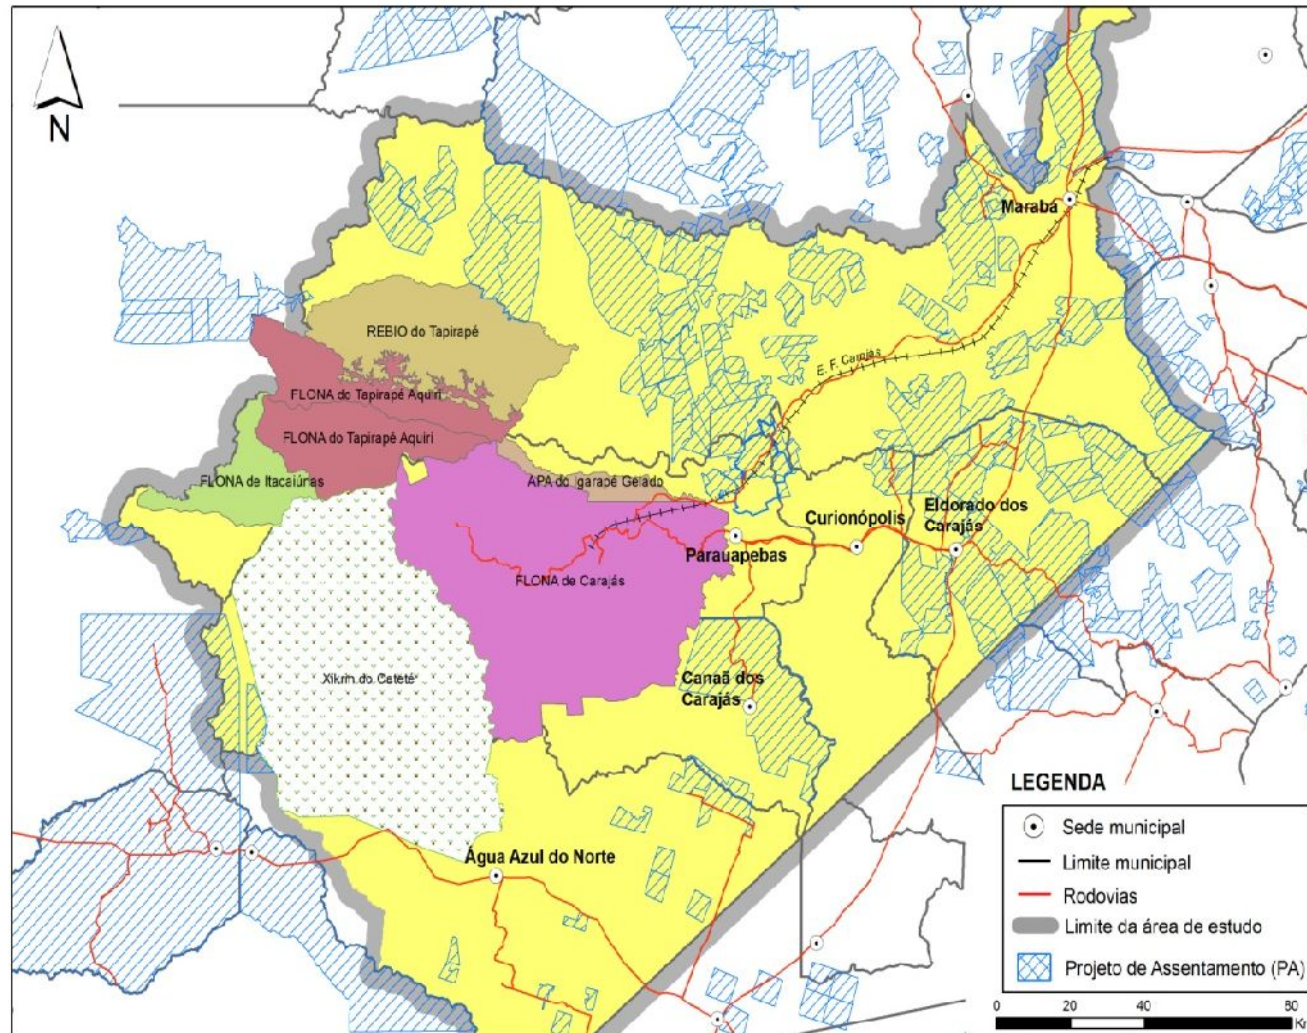 N
Marabá
REBIO do Tapirapé
E. F. Carajás
FLONA do Tapirapé Aquiri
FLONA do Tapirapé Aquiri
FLONA de Itacaiúnas
APA do Igarapé Gelado
Curionópolis
Eldorado dos
Carajás
Parauapebas
FLONA de Carajás
Xikrin do Cateté
Canaã dos
Carajás
Água Azul do Norte
LEGENDA
Sede municipal
Limite municipal
Rodovias
Limite da área de estudo
Projeto de Assentamento (PA)
0 20 40 80